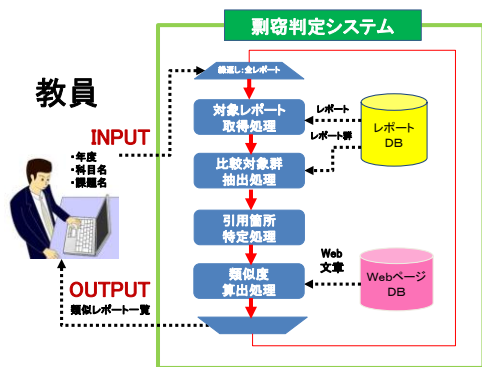 剽窃判定システム
繰返し:全レポート
教員
INPUT
・年度
・科目名
・課題名
対象レポート
取得処理
レポート
レポート群
レポート
DB
比較対象群
抽出処理
引用箇所
特定処理
類似度
算出処理
Web
文章
Webページ
DB
OUTPUT
類似レポート一覧